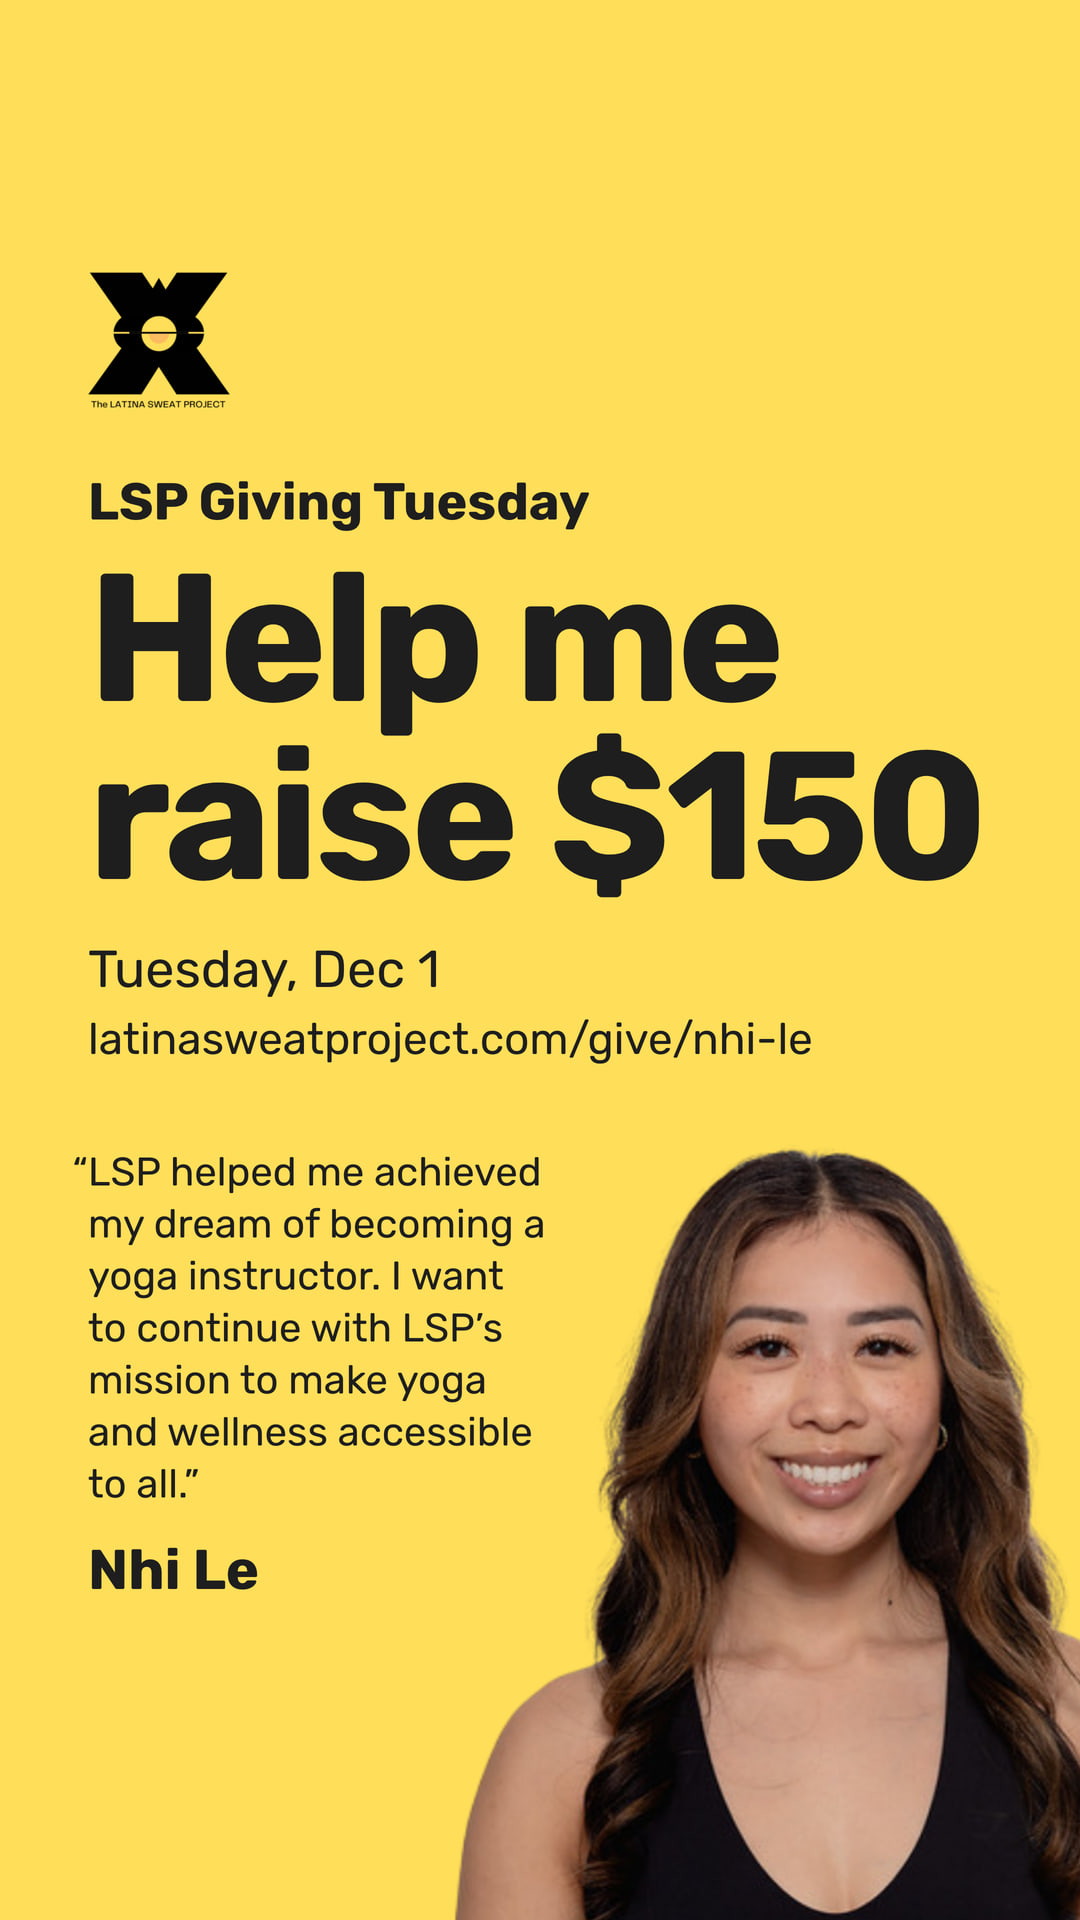 The LATINA SWEAT PROJECT
LSP Giving Tuesday
Help me
raise $150
Tuesday, Dec 1
latinasweatproject.com/give/nhi-le
“LSP helped me achieved
my dream of becoming a
yoga instructor. I want
to continue with LSP’s
mission to make yoga
and wellness accessible
to all.”
Nhi Le